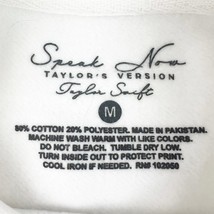 Speak Now
TAYLOR'S VERSION
Taylor Swift
M
80% COTTON 20% POLYESTER. MADE IN PAKISTAN.
MACHINE WASH WARM WITH LIKE COLORS.
DO NOT BLEACH. TUMBLE DRY LOW.
TURN INSIDE OUT TO PROTECT PRINT.
COOL IRON IF NEEDED. RN# 102050